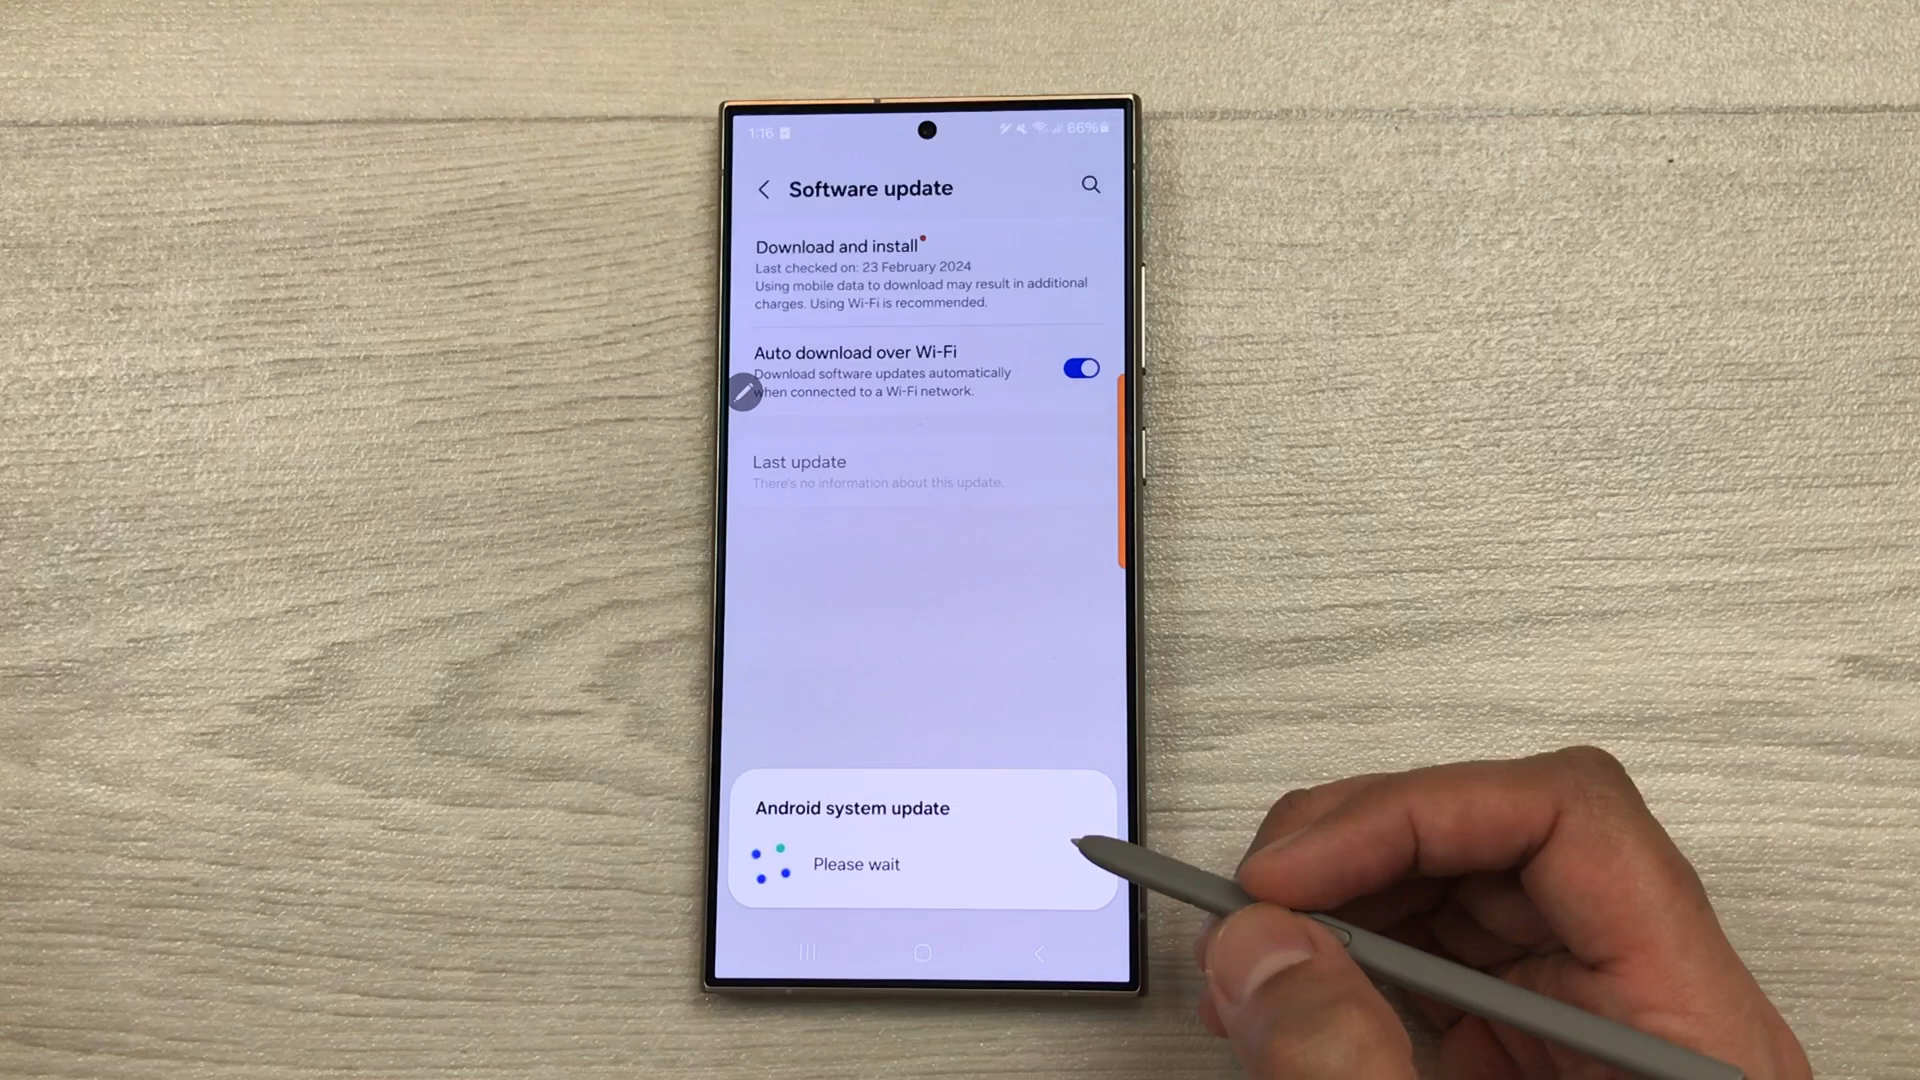 1:16
66%
Software update
Download and install
Last checked on: 23 February 2024
Using mobile data to download may result in additional
charges. Using Wi-Fi is recommended.
Auto download over Wi-Fi
Download software updates automatically
when connected to a Wi-Fi network.
Last update
There's no information about this update.
Android system update
Please wait